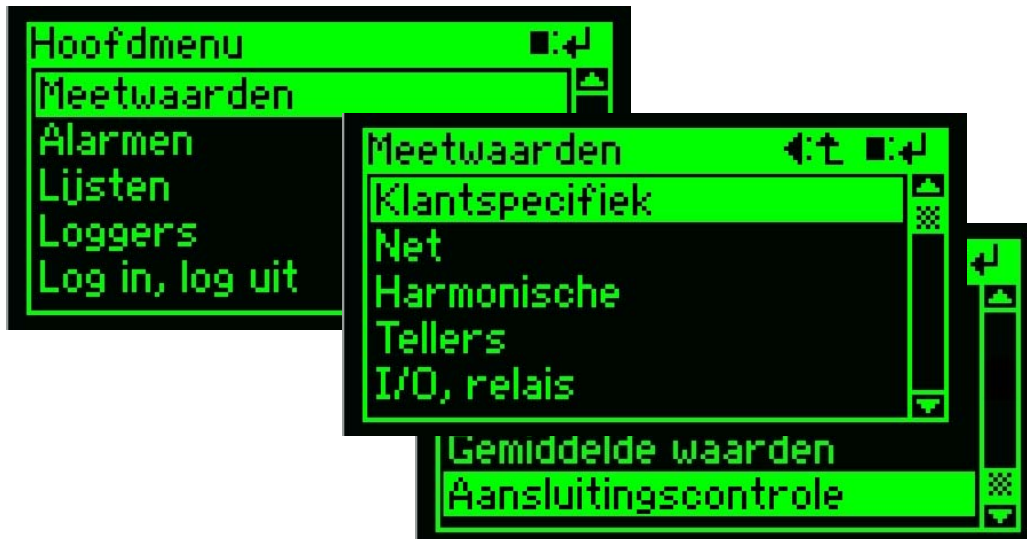 Hoofdmenu
Meetwaarden
Alarmen
Lijsten
Loggers
Log in, log uit
Meetwaarden
Klantspecifiek
Net
Harmonische
Tellers
I/O, relais
Gemiddelde waarden
Aansluitingscontrole